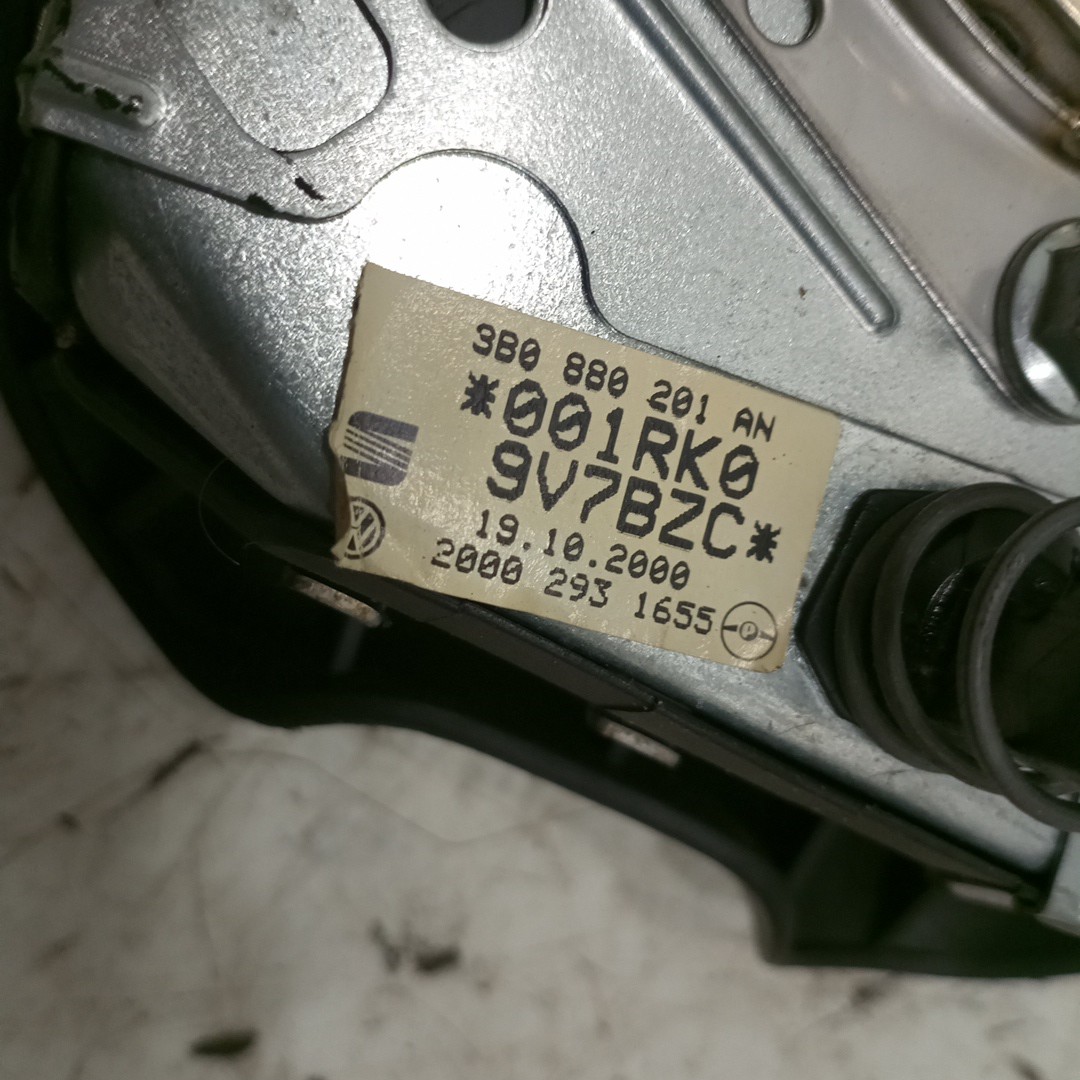 3B0 880 201 AN
*001RK0
9V7BZC*
19.10.2000
2000 293 1655